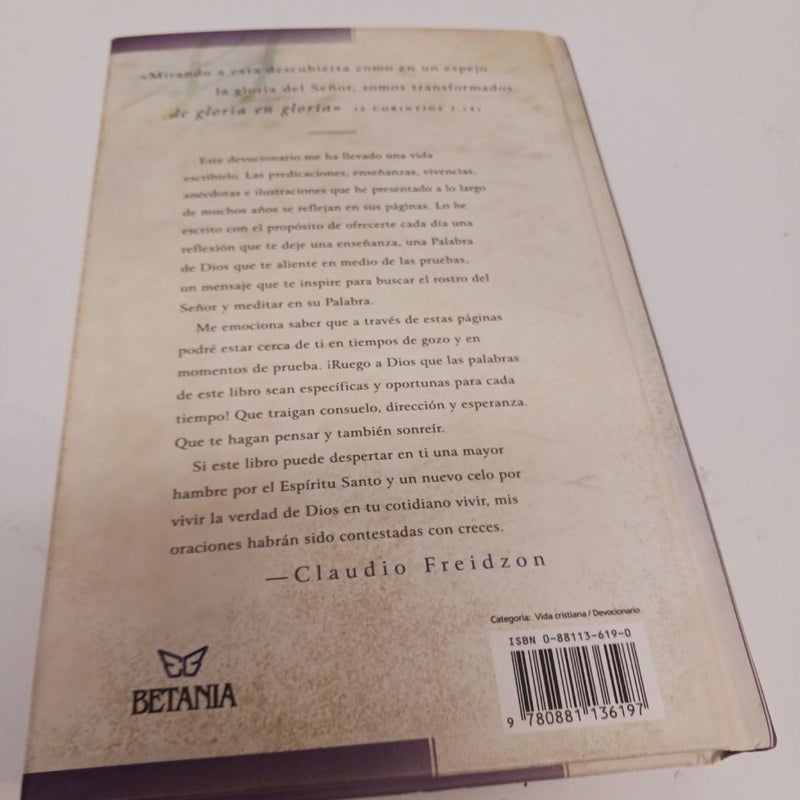 «Mirando a cara descubierta como en un espejo
la gloria del Señor, somos transformados
de gloria en gloria» (2 CORINTIOS 3.18)
Este devocionario me ha llevado una vida
escribirlo. Las predicaciones, enseñanzas, vivencias,
anécdotas e ilustraciones que he presentado a lo largo
de muchos años se reflejan en sus páginas. Lo he
escrito con el propósito de ofrecerte cada día una
reflexión que te deje una enseñanza, una Palabra
de Dios que te aliente en medio de las pruebas,
un mensaje que te inspire para buscar el rostro del
Señor y meditar en su Palabra.
Me emociona saber que a través de estas páginas
podré estar cerca de ti en tiempos de gozo y en
momentos de prueba. ¡Ruego a Dios que las palabras
de este libro sean específicas y oportunas para cada
tiempo! Que traigan consuelo, dirección y esperanza.
Que te hagan pensar y también sonreír.
Si este libro puede despertar en ti una mayor
hambre por el Espíritu Santo y un nuevo celo por
vivir la verdad de Dios en tu cotidiano vivir, mis
oraciones habrán sido contestadas con creces.
—Claudio Freidzon
Categoría: Vida cristiana / Devocionario
ISBN 0-88113-619-0
9 780881 136197
BETANIA